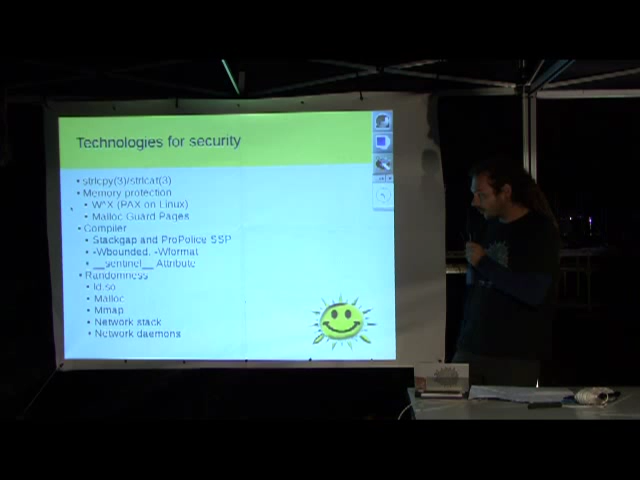 Technologies for security
• strlcpy(3)/strlcat(3)
• Memory protection
• W^X (PAX on Linux)
• Malloc Guard Pages
• Compiler
• Stackgap and ProPolice SSP
• -Wbounded, -Wformat
• __sentinel__ Attribute
• Randomness
• ld.so
• Malloc
• Mmap
• Network stack
• Network daemons